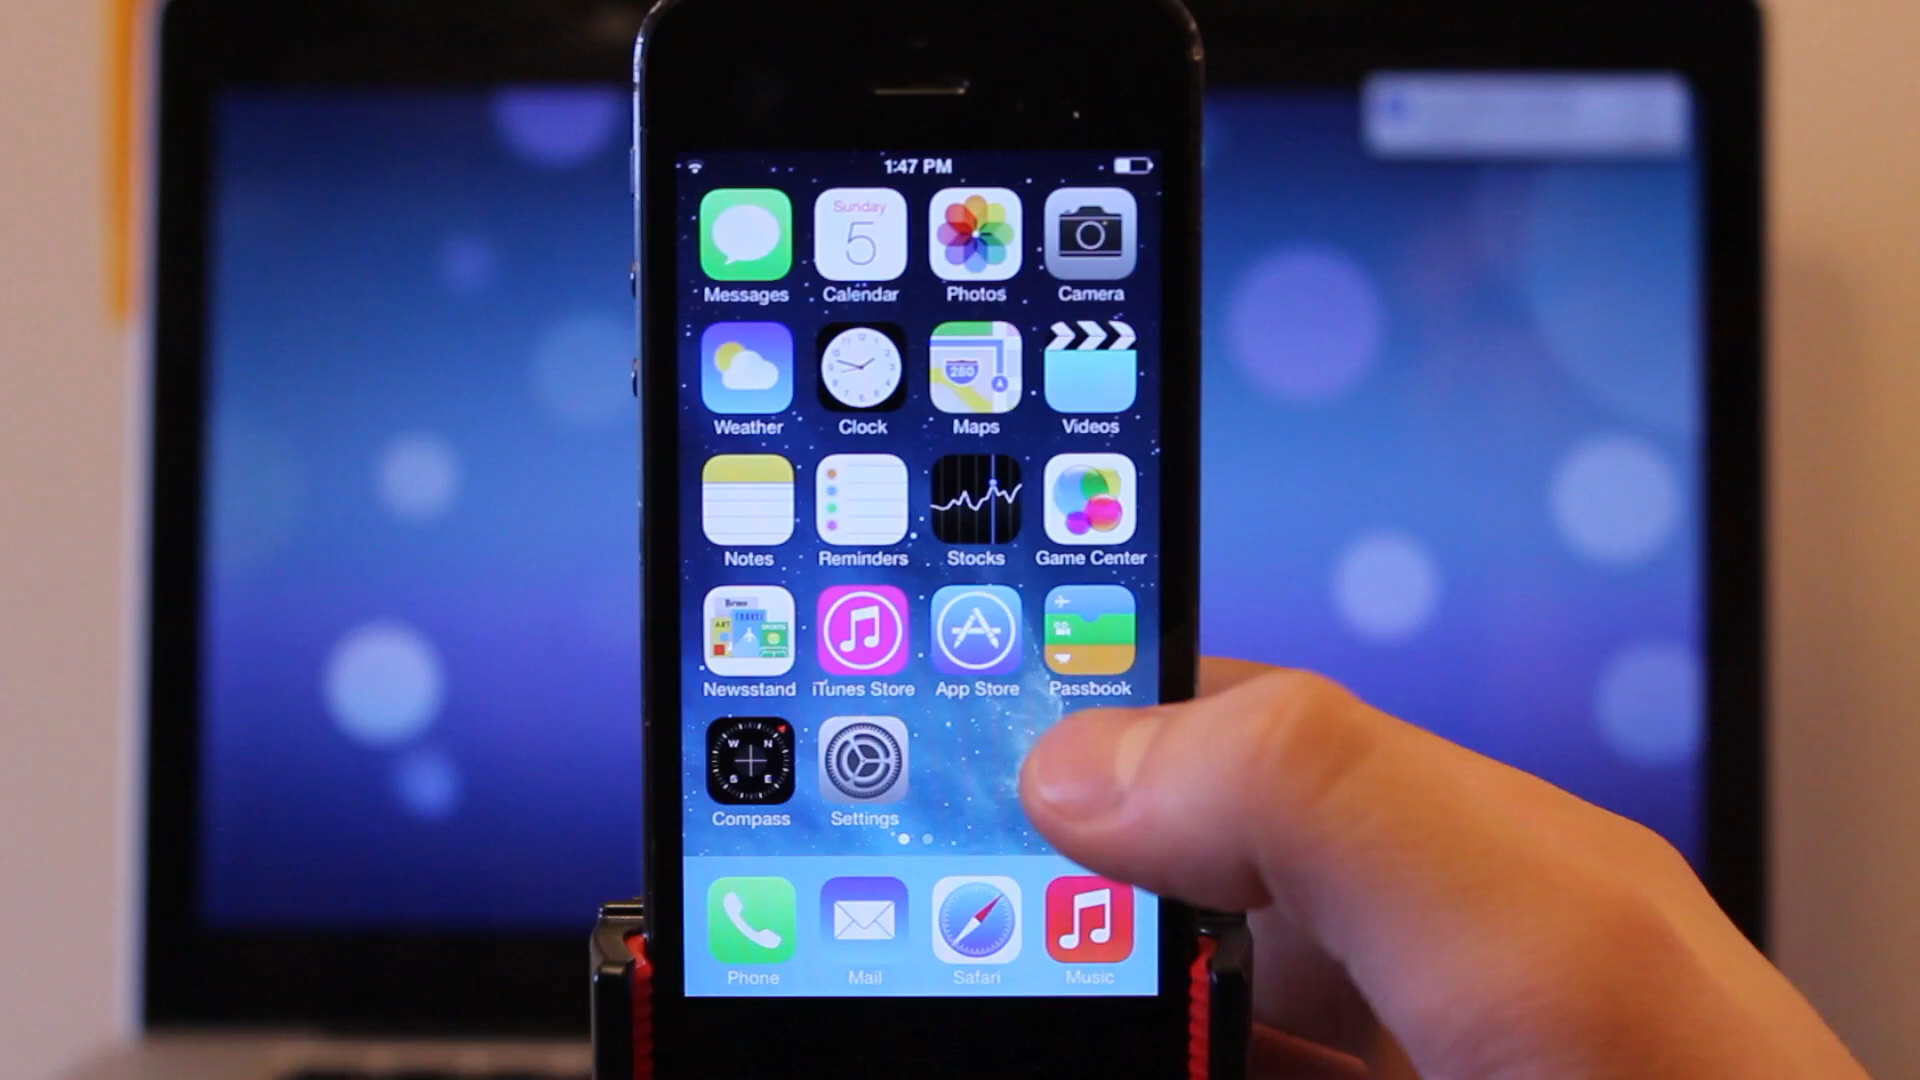 1:47 PM
Sunday
5
Messages Calendar Photos Camera
280
Weather Clock Maps Videos
Notes Reminders Stocks Game Center
ART
Newsstand iTunes Store App Store Passbook
W N
S E
Compass Settings
Phone Mail Safari Music